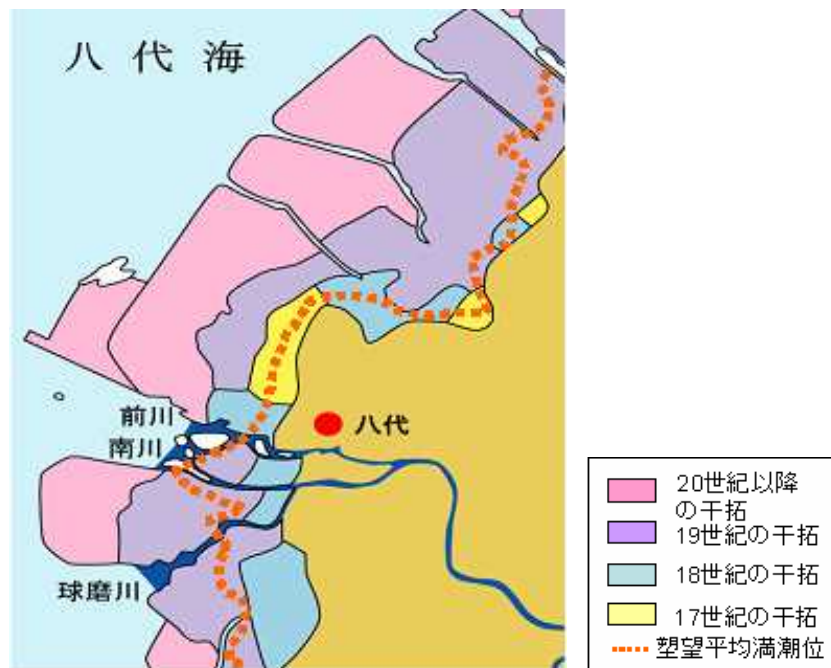 八代海
前川
南川
八代
球磨川
20世紀以降
の干拓
19世紀の干拓
18世紀の干拓
17世紀の干拓
塑望平均満潮位